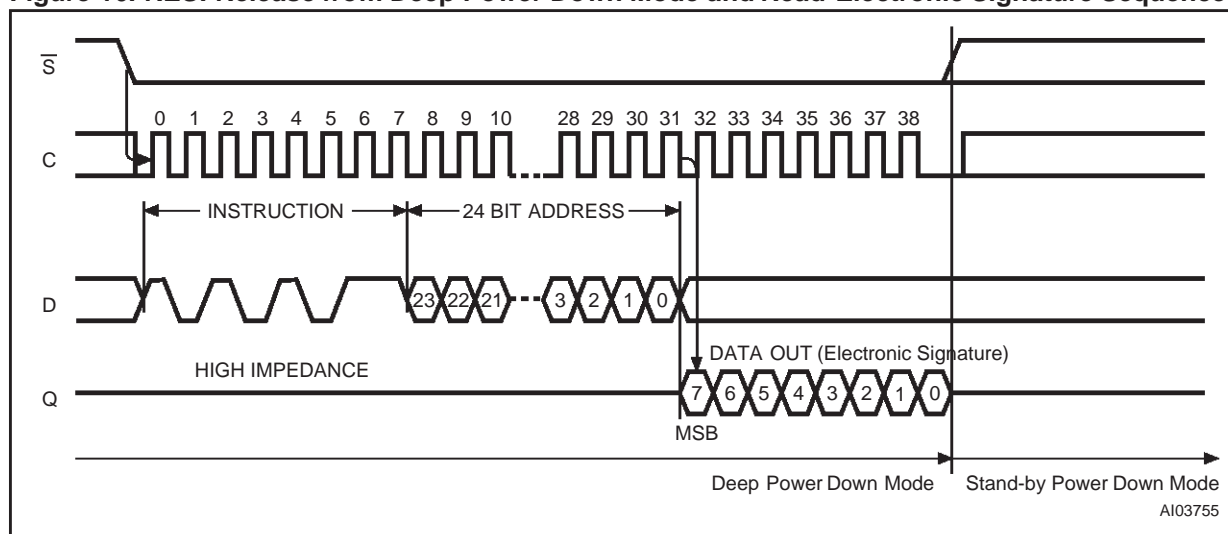 Figure 10. RES: Release from Deep Power Down Mode and Read Electronic Signature Sequence
S
0 1 2 3 4 5 6 7 8 9 10 28 29 30 31 32 33 34 35 36 37 38
C
INSTRUCTION 24 BIT ADDRESS
D 23 22 21 3 2 1 0
DATA OUT (Electronic Signature)
HIGH IMPEDANCE
Q 7 6 5 4 3 2 1 0
MSB
Deep Power Down Mode Stand-by Power Down Mode
AI03755